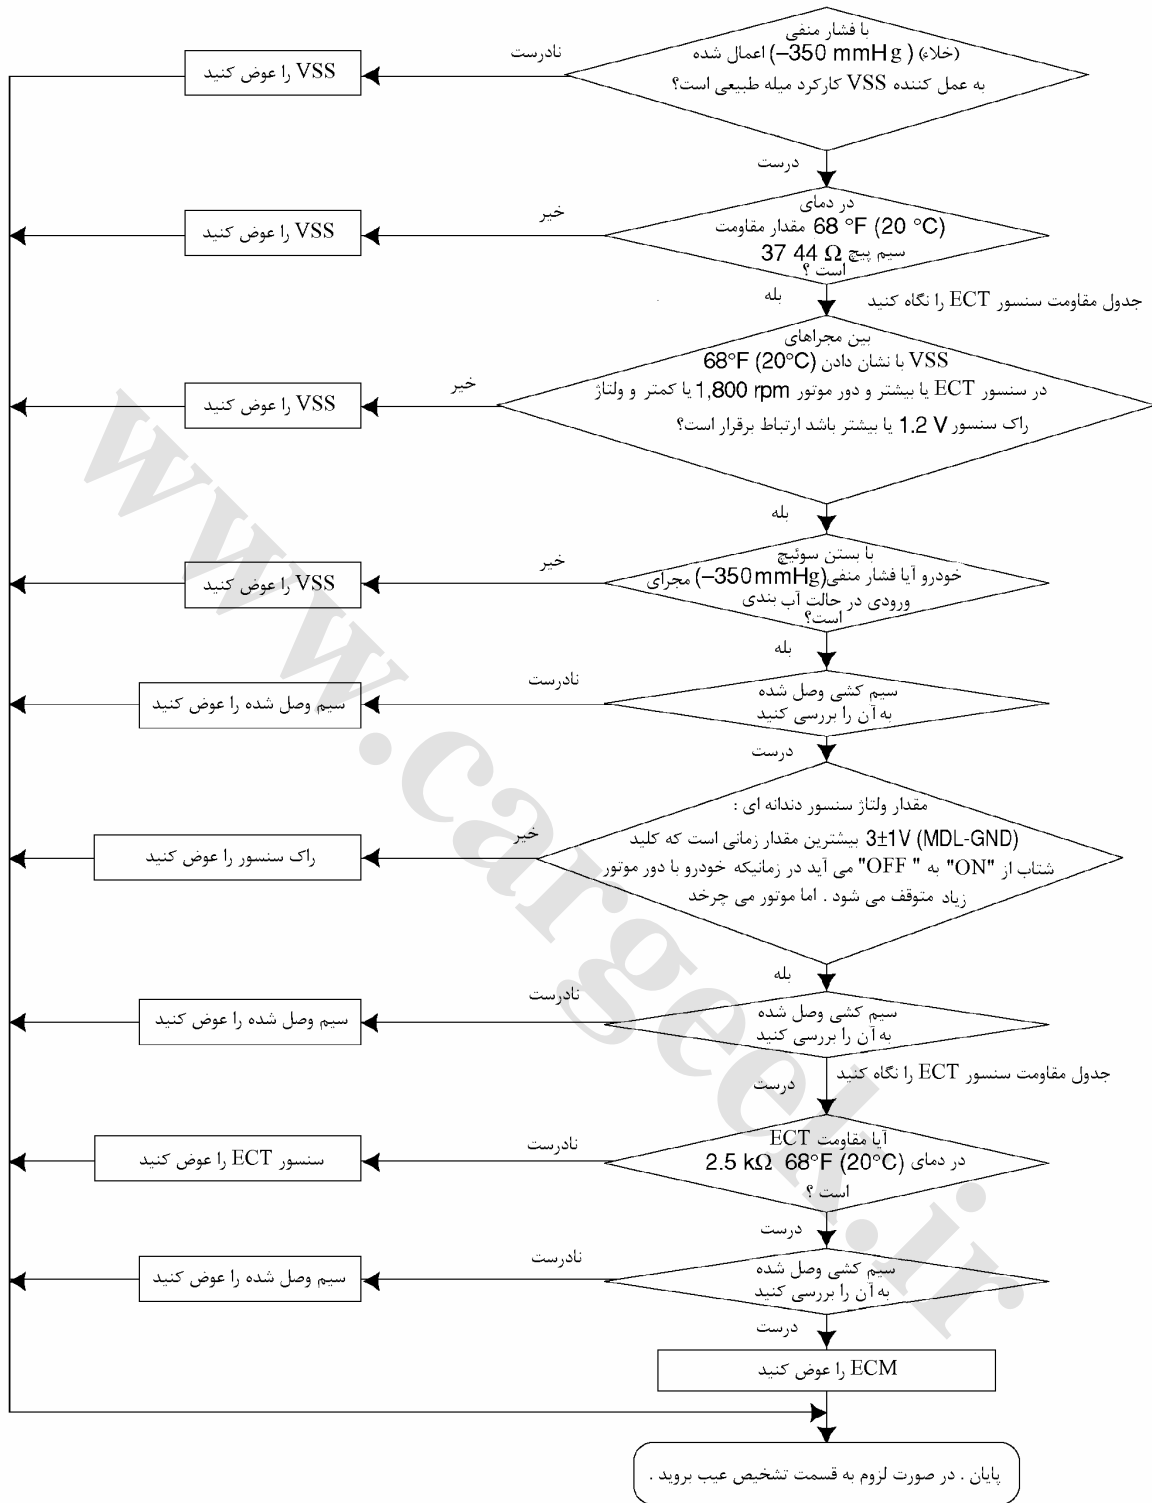 با فشار منفی
(خلاء) (–350 mmHg) اعمال شده
به عمل کننده VSS کارکرد میله طبیعی است؟
نادرست
VSS را عوض کنید
درست
در دمای
68 °F (20 °C) مقدار مقاومت
سیم پیچ 37 44 Ω
است ؟
خیر
VSS را عوض کنید
بله
جدول مقاومت سنسور ECT را نگاه کنید
بین مجراهای
VSS با نشان دادن 68°F (20°C)
در سنسور ECT یا بیشتر و دور موتور 1,800 rpm یا کمتر و ولتاژ
راک سنسور 1.2 V یا بیشتر باشد ارتباط برقرار است؟
خیر
VSS را عوض کنید
بله
با بستن سوئیچ
خودرو آیا فشار منفی (–350 mmHg) مجرای
ورودی در حالت آب بندی
است؟
خیر
VSS را عوض کنید
بله
سیم کشی وصل شده
به آن را بررسی کنید
نادرست
سیم وصل شده را عوض کنید
درست
مقدار ولتاژ سنسور دندانه ای :
3±1V (MDL-GND) بیشترین مقدار زمانی است که کلید
شتاب از "ON" به "OFF" می آید در زمانیکه خودرو با دور موتور
زیاد متوقف می شود . اما موتور می چرخد
خیر
راک سنسور را عوض کنید
بله
سیم کشی وصل شده
به آن را بررسی کنید
نادرست
سیم وصل شده را عوض کنید
درست
جدول مقاومت سنسور ECT را نگاه کنید
آیا مقاومت ECT
در دمای 68°F (20°C) 2.5 kΩ
است ؟
نادرست
سنسور ECT را عوض کنید
درست
سیم کشی وصل شده
به آن را بررسی کنید
نادرست
سیم وصل شده را عوض کنید
درست
ECM را عوض کنید
پایان . در صورت لزوم به قسمت تشخیص عیب بروید .
www.cargeek.ir